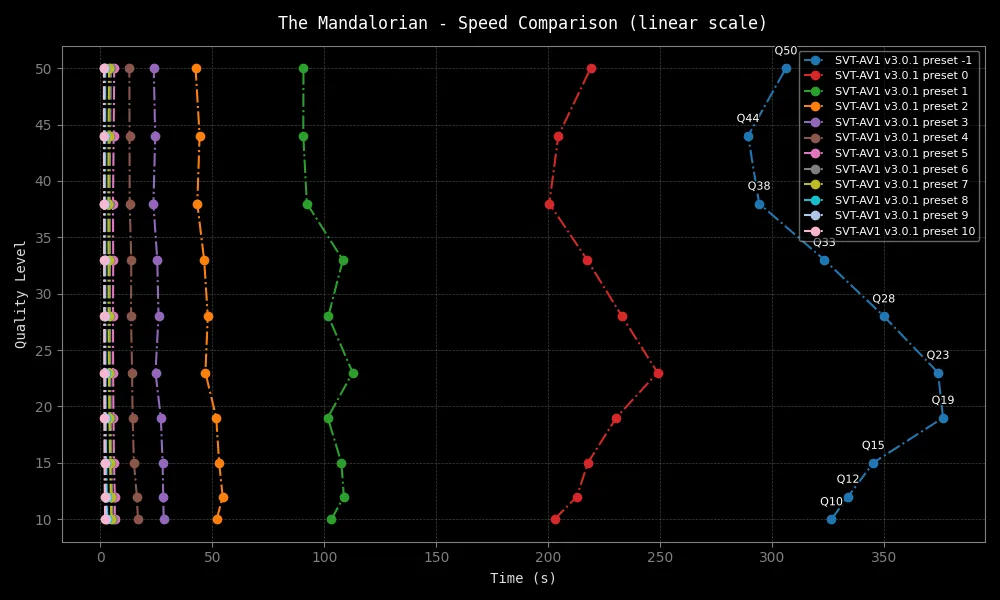 The Mandalorian - Speed Comparison (linear scale)
Q50
SVT-AV1 v3.0.1 preset -1
SVT-AV1 v3.0.1 preset 0
SVT-AV1 v3.0.1 preset 1
SVT-AV1 v3.0.1 preset 2
SVT-AV1 v3.0.1 preset 3
SVT-AV1 v3.0.1 preset 4
SVT-AV1 v3.0.1 preset 5
SVT-AV1 v3.0.1 preset 6
SVT-AV1 v3.0.1 preset 7
SVT-AV1 v3.0.1 preset 8
SVT-AV1 v3.0.1 preset 9
SVT-AV1 v3.0.1 preset 10
Q44
Q38
Q33
Q28
Q23
Q19
Q15
Q12
Q10
Quality Level
50
45
40
35
30
25
20
15
10
0 50 100 150 200 250 300 350
Time (s)